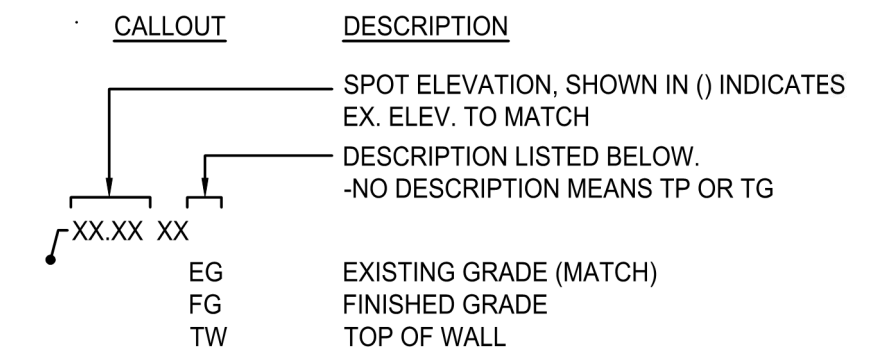 CALLOUT DESCRIPTION
SPOT ELEVATION, SHOWN IN () INDICATES
EX. ELEV. TO MATCH
DESCRIPTION LISTED BELOW.
-NO DESCRIPTION MEANS TP OR TG
XX.XX XX
EG EXISTING GRADE (MATCH)
FG FINISHED GRADE
TW TOP OF WALL